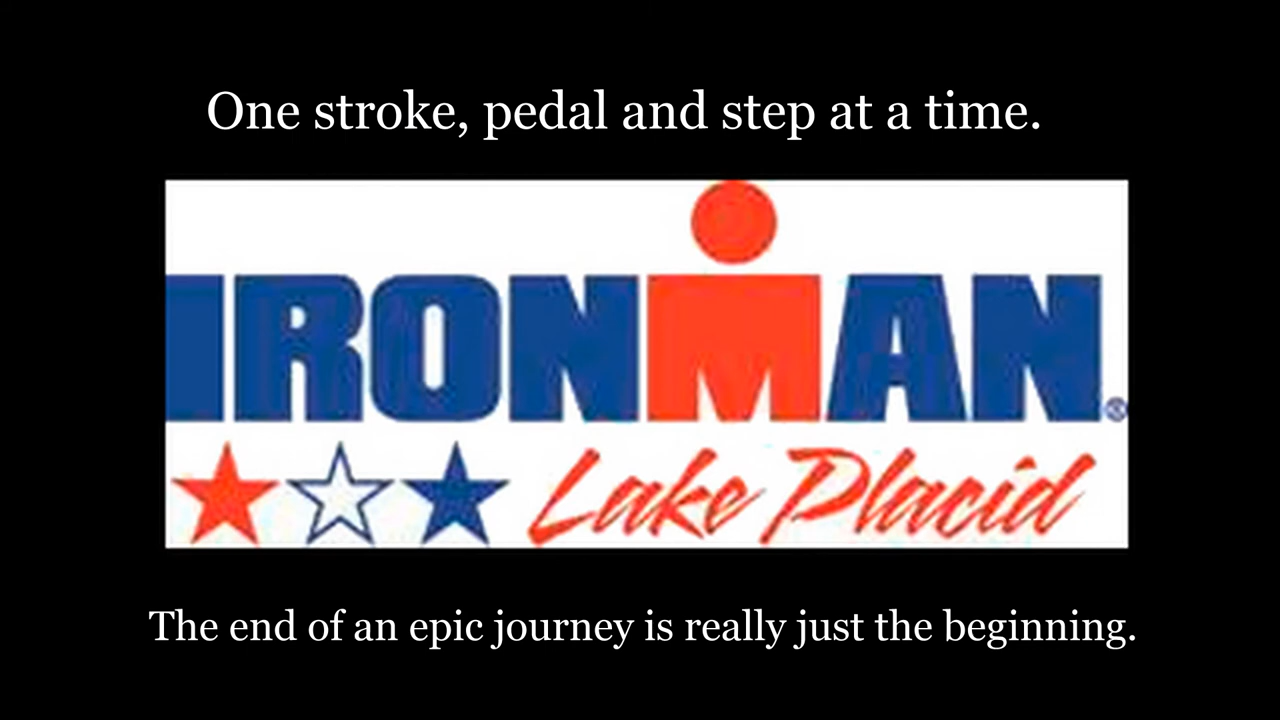 One stroke, pedal and step at a time.
IRONMAN®
Lake Placid
The end of an epic journey is really just the beginning.